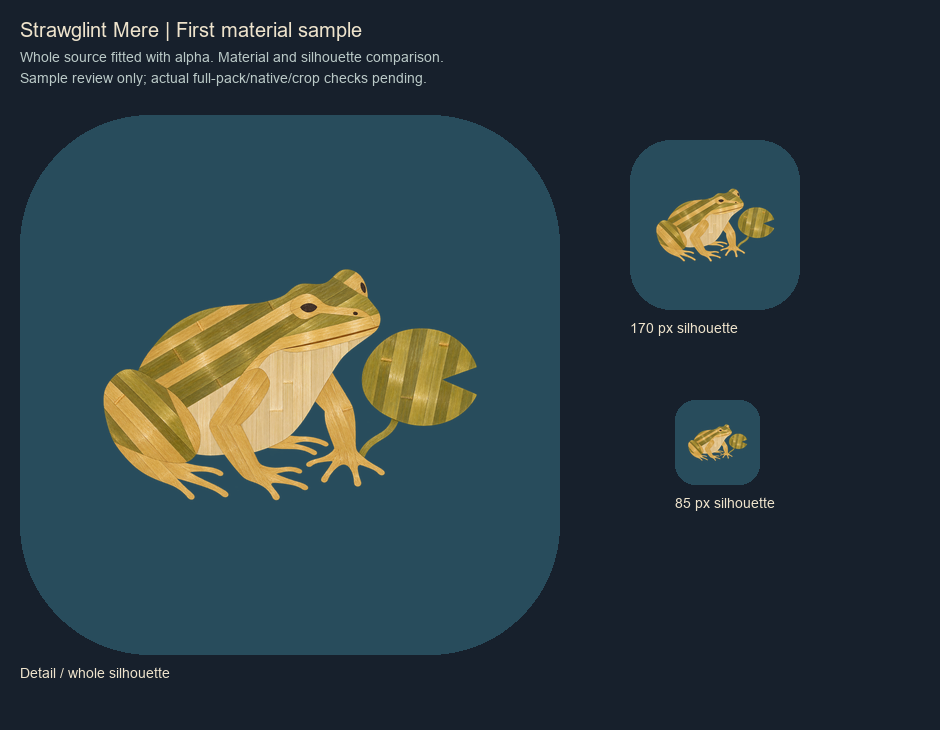 Strawglint Mere | First material sample
Whole source fitted with alpha. Material and silhouette comparison.
Sample review only; actual full-pack/native/crop checks pending.
170 px silhouette
85 px silhouette
Detail / whole silhouette